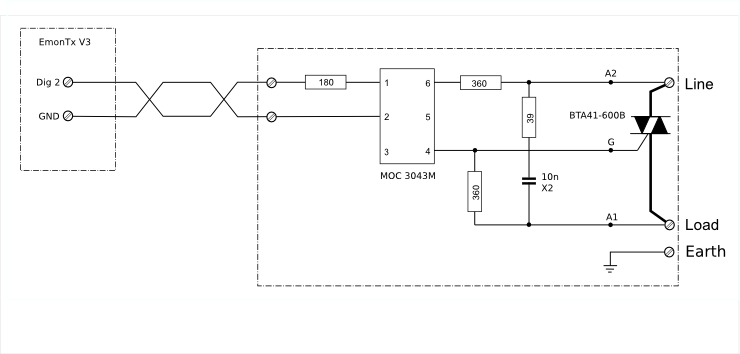 EmonTx V3
Dig 2
GND
180
1
2
3
6
5
4
MOC 3043M
360
39
360
10n
X2
A2
G
A1
BTA41-600B
Line
Load
Earth